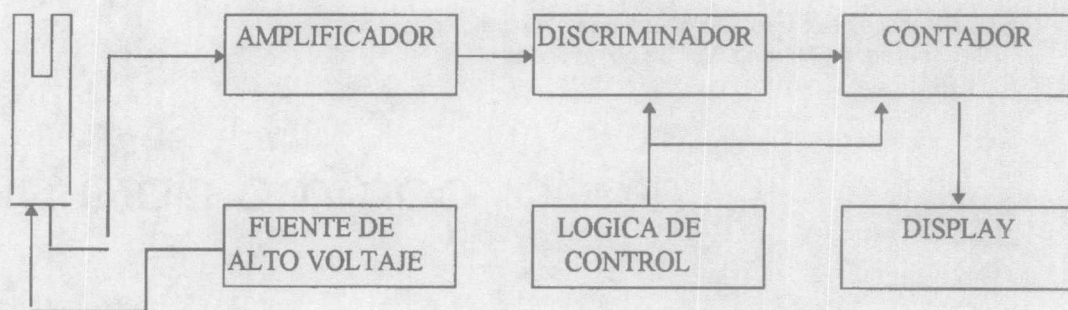 AMPLIFICADOR
DISCRIMINADOR
CONTADOR
FUENTE DE
ALTO VOLTAJE
LOGICA DE
CONTROL
DISPLAY